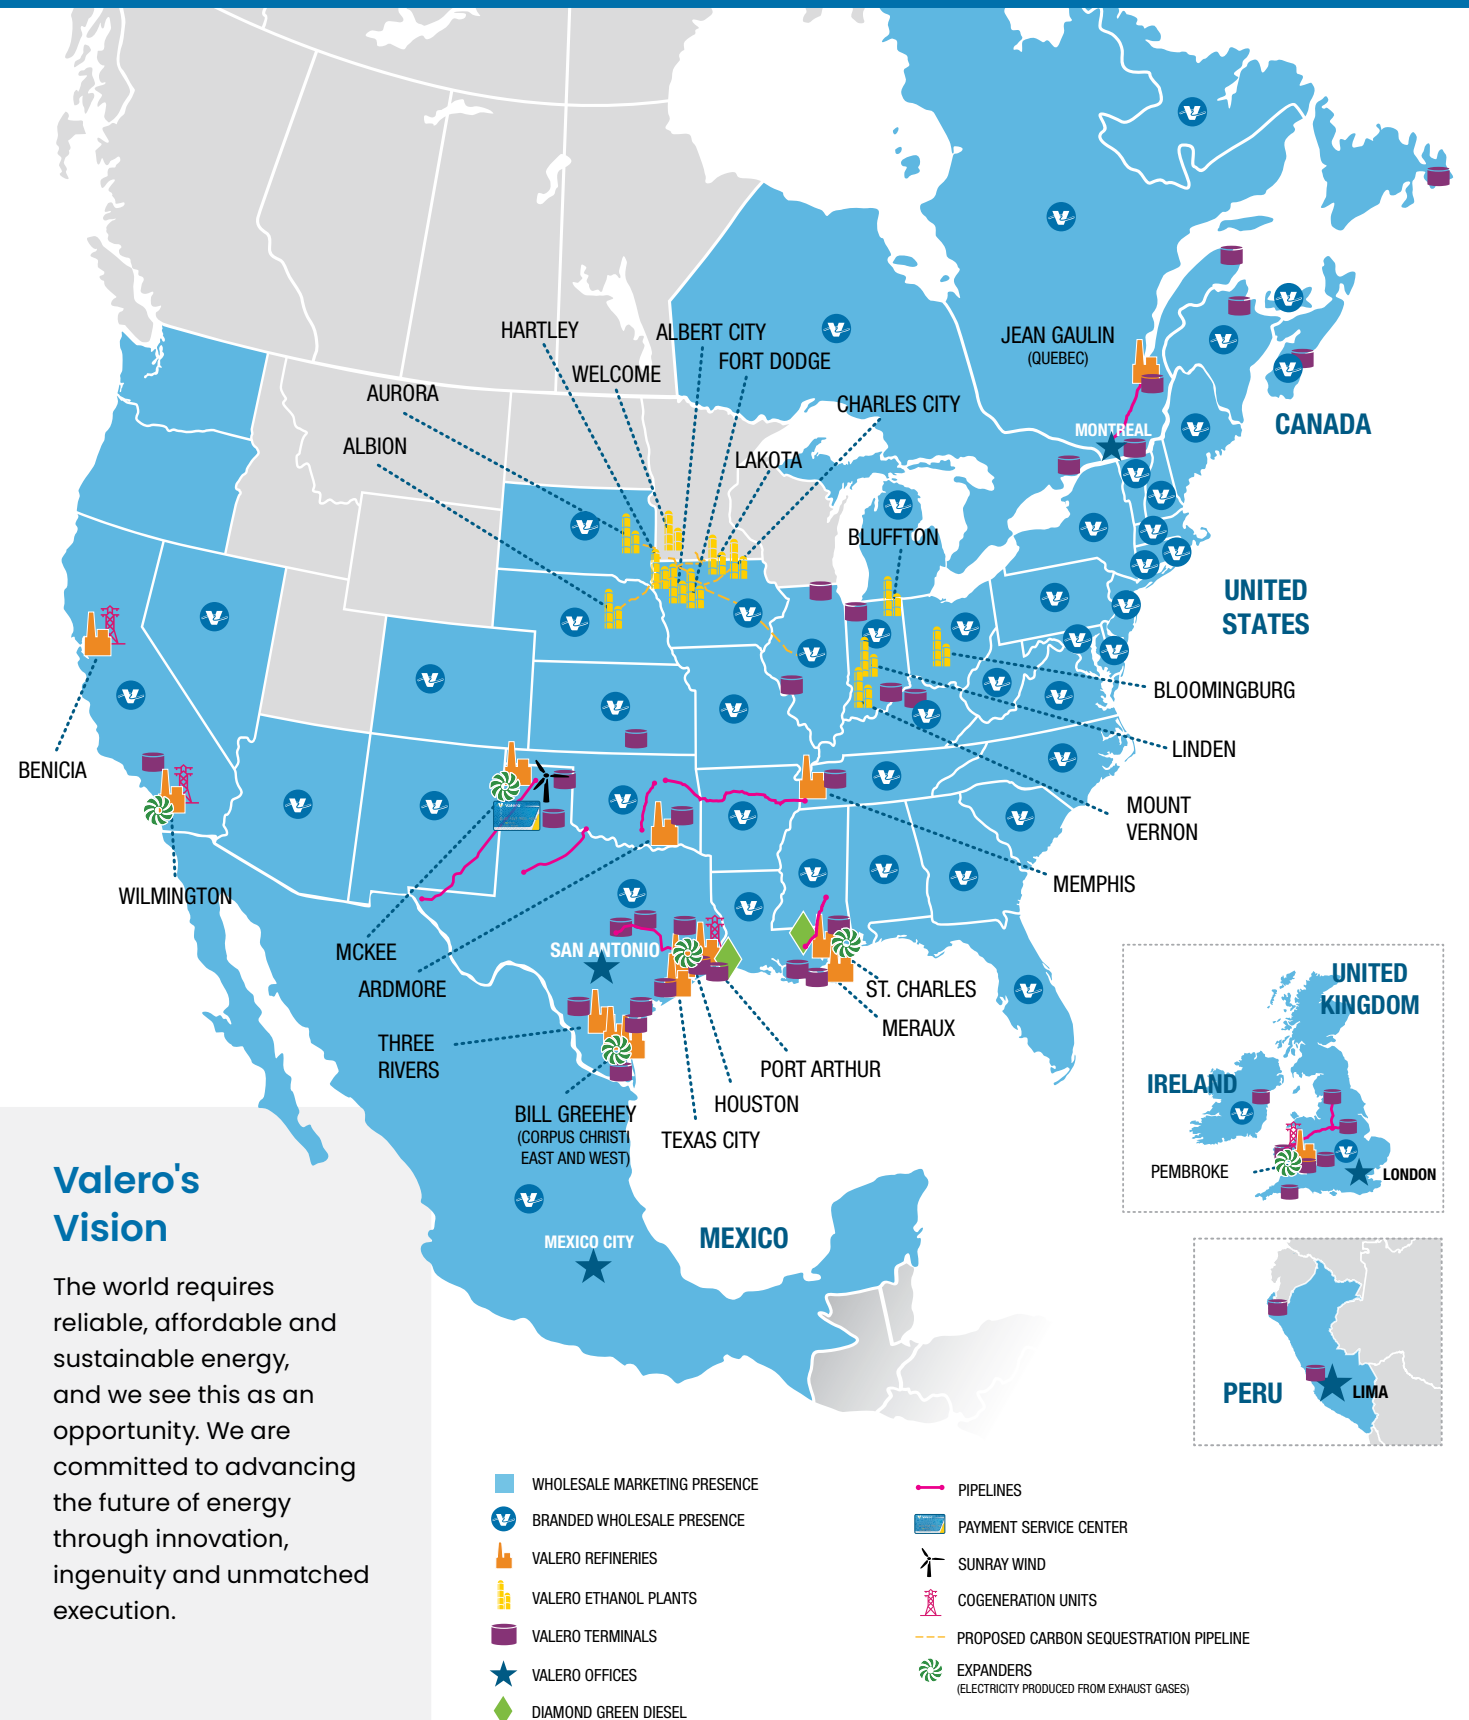 HARTLEY
ALBERT CITY
FORT DODGE
WELCOME
AURORA
CHARLES CITY
ALBION
LAKOTA
JEAN GAULIN
(QUEBEC)
MONTREAL
CANADA
BLUFFTON
UNITED
STATES
BLOOMINGBURG
LINDEN
MOUNT
VERNON
MEMPHIS
BENICIA
WILMINGTON
MCKEE
ARDMORE
SAN ANTONIO
THREE
RIVERS
ST. CHARLES
MERAUX
PORT ARTHUR
HOUSTON
TEXAS CITY
BILL GREEHEY
(CORPUS CHRISTI
EAST AND WEST)
MEXICO CITY
MEXICO
UNITED
KINGDOM
IRELAND
PEMBROKE
LONDON
PERU
LIMA
Valero's
Vision
The world requires
reliable, affordable and
sustainable energy,
and we see this as an
opportunity. We are
committed to advancing
the future of energy
through innovation,
ingenuity and unmatched
execution.
WHOLESALE MARKETING PRESENCE
BRANDED WHOLESALE PRESENCE
VALERO REFINERIES
VALERO ETHANOL PLANTS
VALERO TERMINALS
VALERO OFFICES
DIAMOND GREEN DIESEL
PIPELINES
PAYMENT SERVICE CENTER
SUNRAY WIND
COGENERATION UNITS
PROPOSED CARBON SEQUESTRATION PIPELINE
EXPANDERS
(ELECTRICITY PRODUCED FROM EXHAUST GASES)